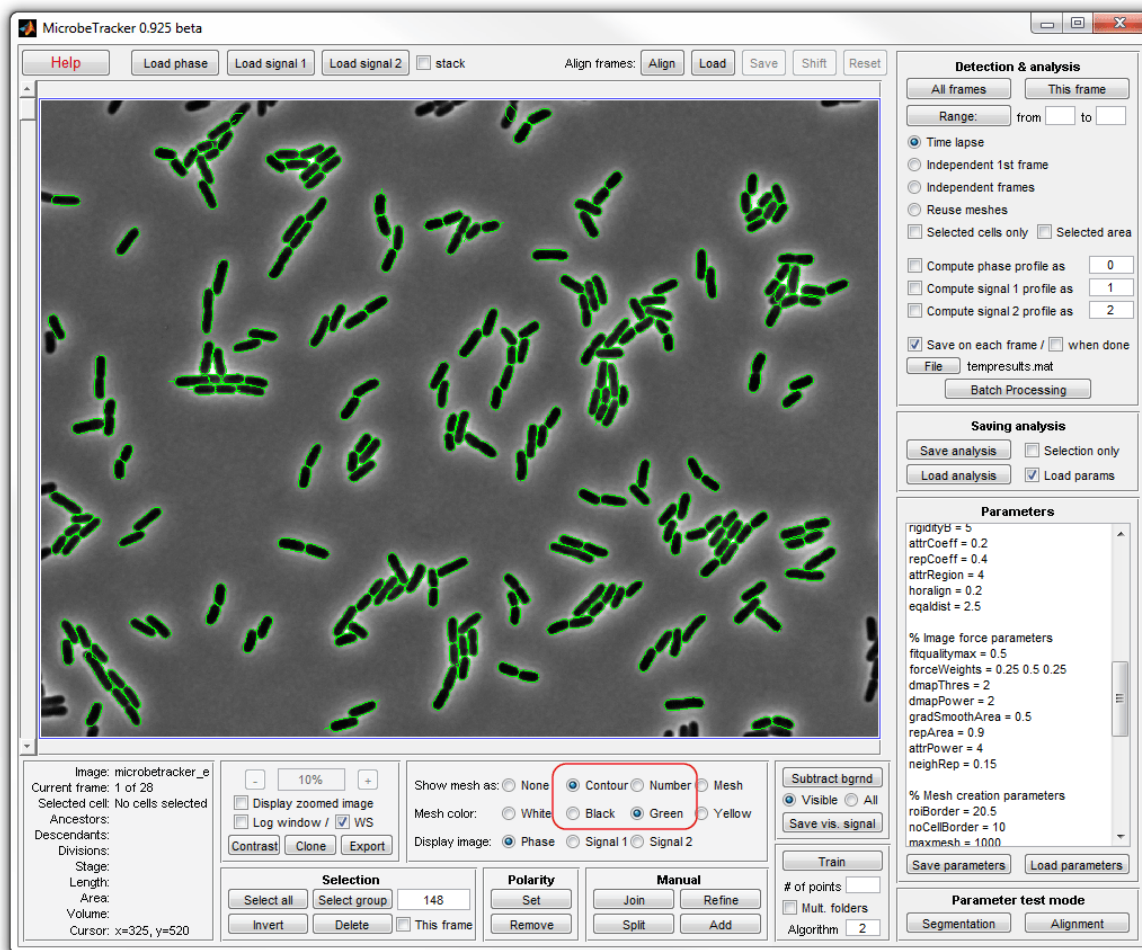 MicrobeTracker 0.925 beta
Help Load phase Load signal 1 Load signal 2 stack Align frames: Align Load Save Shift Reset
Detection & analysis
All frames This frame
Range: from to
Time lapse
Independent 1st frame
Independent frames
Reuse meshes
Selected cells only Selected area
Compute phase profile as 0
Compute signal 1 profile as 1
Compute signal 2 profile as 2
Save on each frame / when done
File tempresults.mat
Batch Processing
Saving analysis
Save analysis Selection only
Load analysis Load params
Parameters
rigidityB = 5
attrCoeff = 0.2
repCoeff = 0.4
attrRegion = 4
horalign = 0.2
eqaldist = 2.5
% Image force parameters
fitqualitymax = 0.5
forceWeights = 0.25 0.5 0.25
dmapThres = 2
dmapPower = 2
gradSmoothArea = 0.5
repArea = 0.9
attrPower = 4
neighRep = 0.15
% Mesh creation parameters
roiBorder = 20.5
noCellBorder = 10
maxmesh = 1000
Save parameters Load parameters
Parameter test mode
Segmentation Alignment
Image: microbetracker_e
Current frame: 1 of 28
Selected cell: No cells selected
Ancestors:
Descendants:
Divisions:
Stage:
Length:
Area:
Volume:
Cursor: x=325, y=520
- 10% +
Display zoomed image
Log window / WS
Contrast Clone Export
Show mesh as: None Contour Number Mesh
Mesh color: White Black Green Yellow
Display image: Phase Signal 1 Signal 2
Subtract bgrnd
Visible All
Save vis. signal
Selection
Select all Select group 148
Invert Delete This frame
Polarity
Set
Remove
Manual
Join Refine
Split Add
Train
# of points
Mult. folders
Algorithm 2